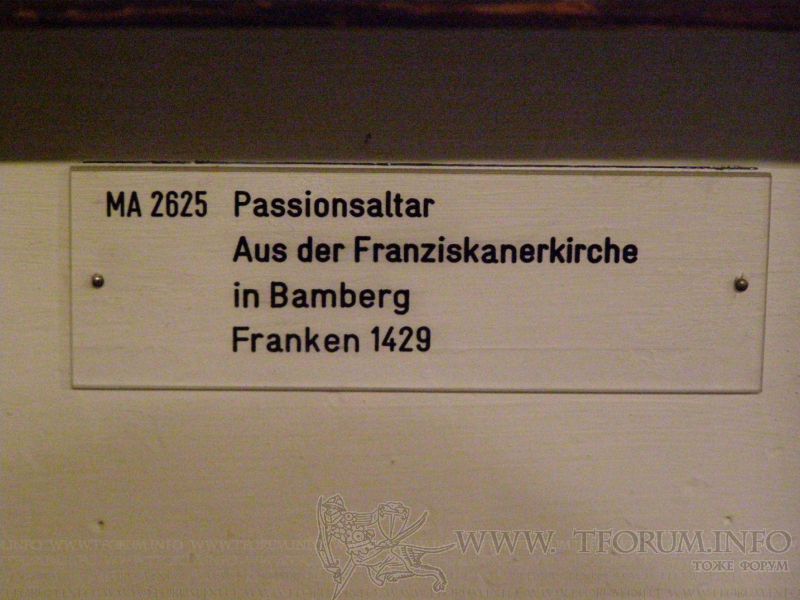 MA 2625 Passionsaltar
Aus der Franziskanerkirche
in Bamberg
Franken 1429
WWW.TFORUM.INFO
ТОЖЕ ФОРУМ